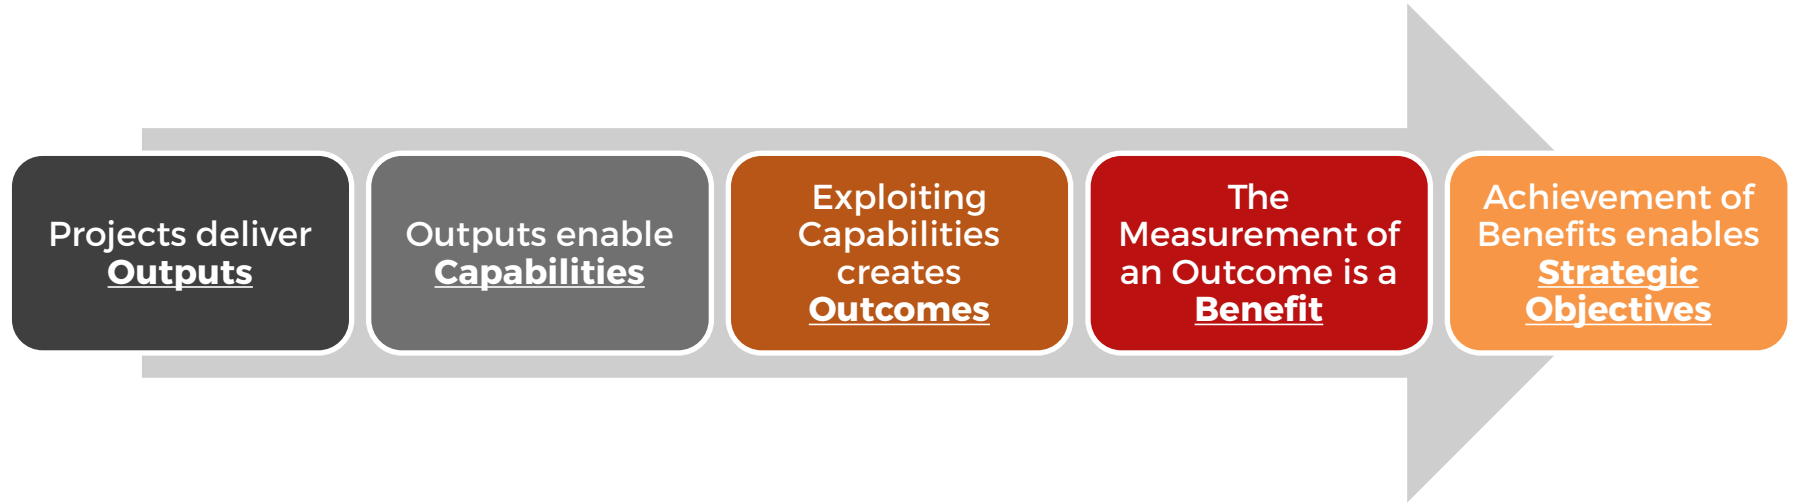 Projects deliver
Outputs
Outputs enable
Capabilities
Exploiting
Capabilities
creates
Outcomes
The
Measurement of
an Outcome is a
Benefit
Achievement of
Benefits enables
Strategic
Objectives